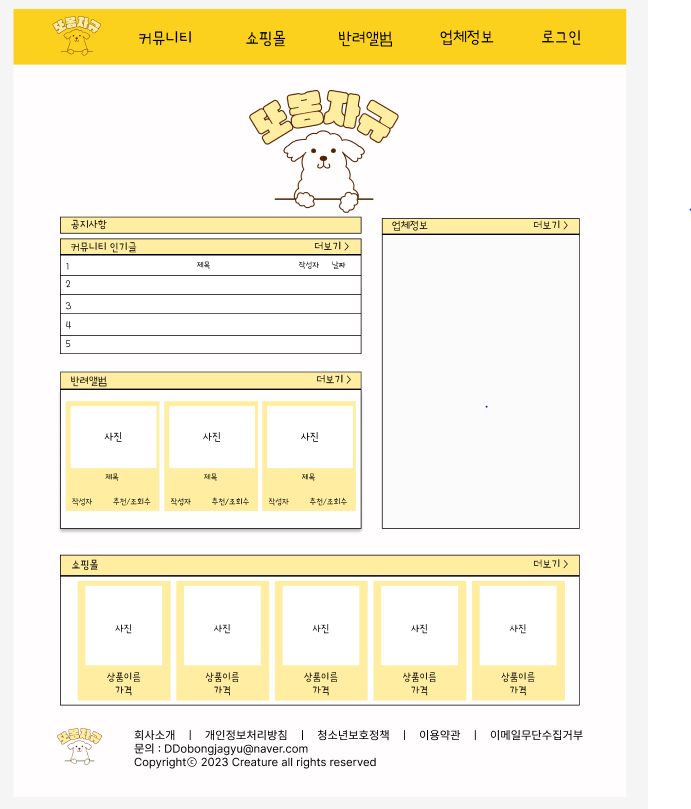 또몽자규
커뮤니티 쇼핑몰 반려앨범 업체정보 로그인
또몽자규
공지사항
커뮤니티 인기글 더보기 >
1 제목 작성자 날짜
2
3
4
5
업체정보 더보기 >
반려앨범 더보기 >
사진 사진 사진
제목 제목 제목
작성자 추천/조회수 작성자 추천/조회수 작성자 추천/조회수
쇼핑몰 더보기 >
사진 사진 사진 사진 사진
상품이름 상품이름 상품이름 상품이름 상품이름
가격 가격 가격 가격 가격
또몽자규
회사소개 | 개인정보처리방침 | 청소년보호정책 | 이용약관 | 이메일무단수집거부
문의 : DDobongjagyu@naver.com
Copyrightⓒ 2023 Creature all rights reserved